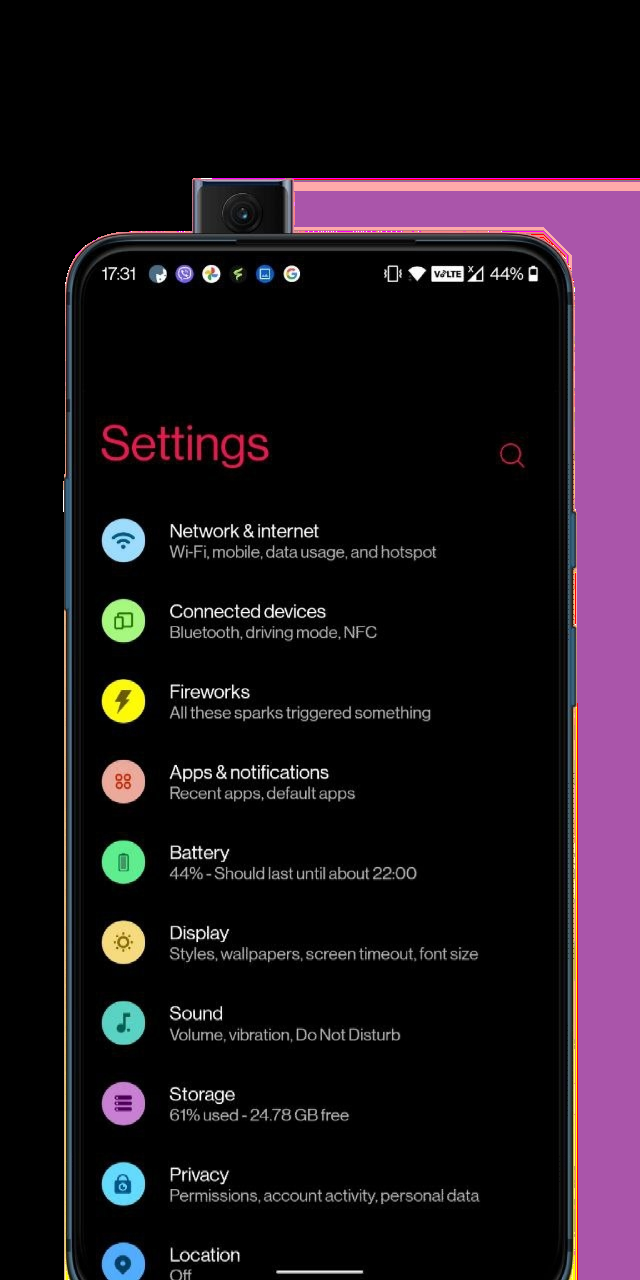 17:31 VoLTE X 44%
Settings
Network & internet
Wi-Fi, mobile, data usage, and hotspot
Connected devices
Bluetooth, driving mode, NFC
Fireworks
All these sparks triggered something
Apps & notifications
Recent apps, default apps
Battery
44% - Should last until about 22:00
Display
Styles, wallpapers, screen timeout, font size
Sound
Volume, vibration, Do Not Disturb
Storage
61% used - 24.78 GB free
Privacy
Permissions, account activity, personal data
Location
Off